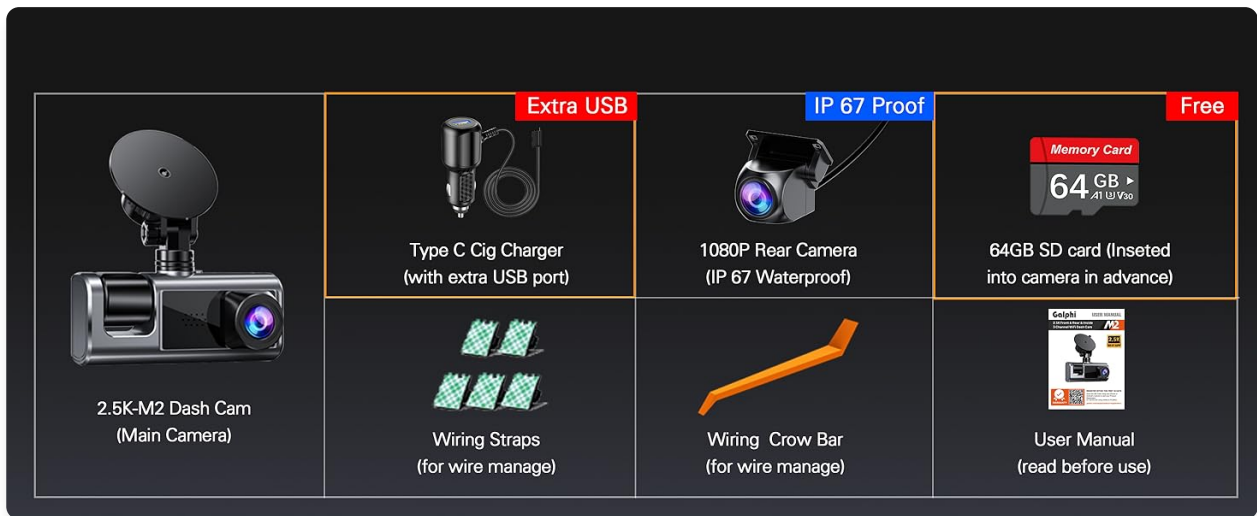 Extra USB
IP 67 Proof
Free
Memory Card
64 GB
A1 U3 V30
Type C Cig Charger
(with extra USB port)
1080P Rear Camera
(IP 67 Waterproof)
64GB SD card (Inseted
into camera in advance)
2.5K-M2 Dash Cam
(Main Camera)
Wiring Straps
(for wire manage)
Wiring Crow Bar
(for wire manage)
Galphi
USER MANUAL
M2
2.5K
User Manual
(read before use)